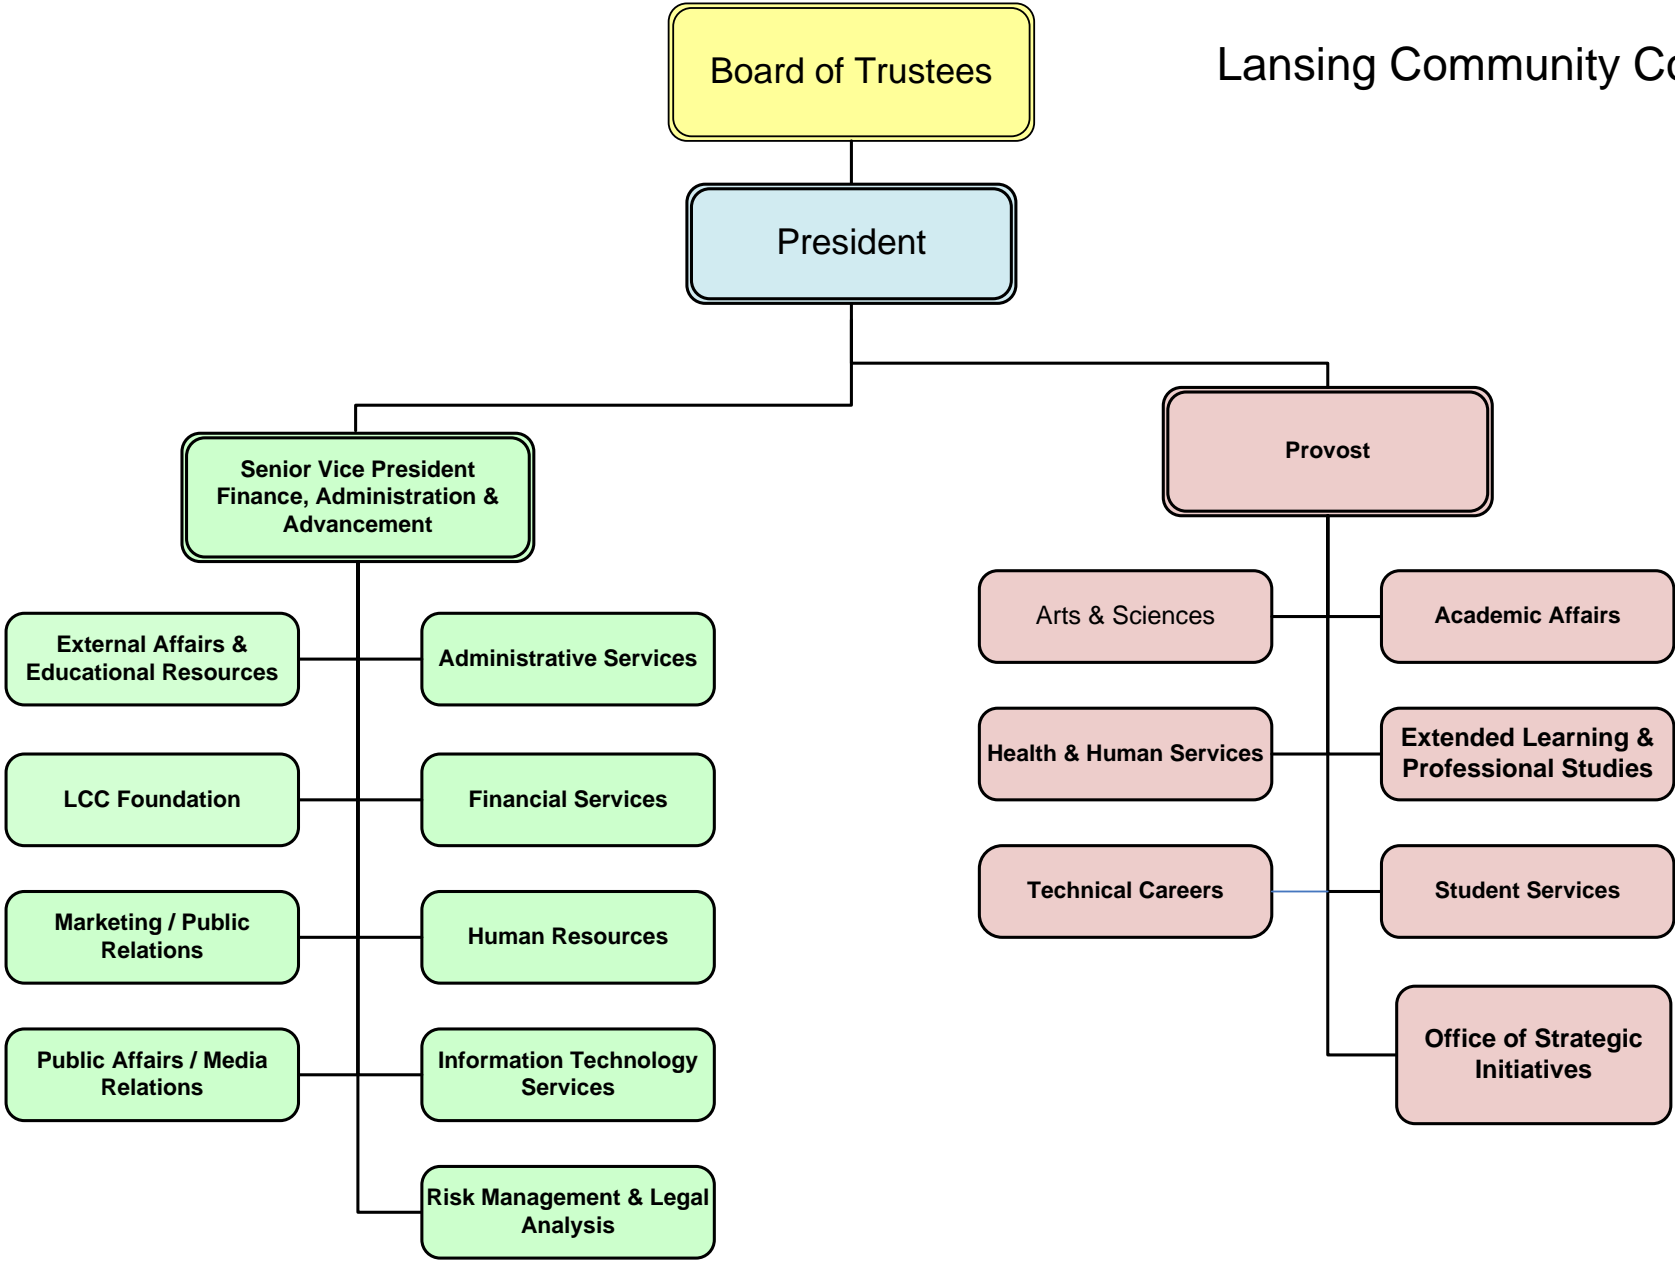 Board of Trustees
Lansing Community Co
President
Senior Vice President
Finance, Administration &
Advancement
Provost
External Affairs &
Educational Resources
Administrative Services
LCC Foundation
Financial Services
Marketing / Public
Relations
Human Resources
Public Affairs / Media
Relations
Information Technology
Services
Risk Management & Legal
Analysis
Arts & Sciences
Academic Affairs
Health & Human Services
Extended Learning &
Professional Studies
Technical Careers
Student Services
Office of Strategic
Initiatives